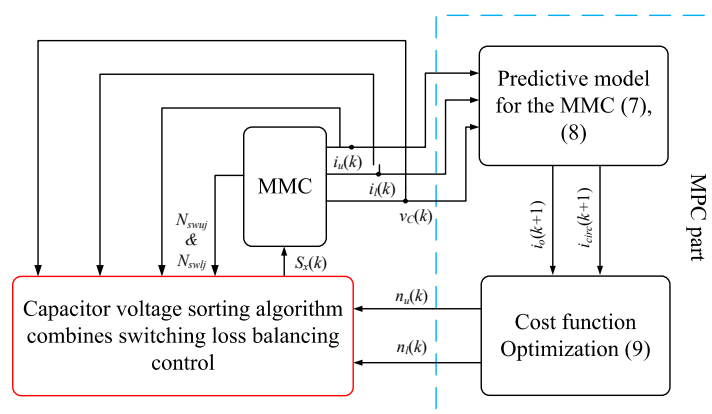 Predictive model
for the MMC (7),
(8)
MMC
i_u(k)
i_l(k)
v_C(k)
N_swuj
&
N_swlj
S_x(k)
i_o(k+1)
i_circ(k+1)
MPC part
Capacitor voltage sorting algorithm
combines switching loss balancing
control
n_u(k)
n_l(k)
Cost function
Optimization (9)